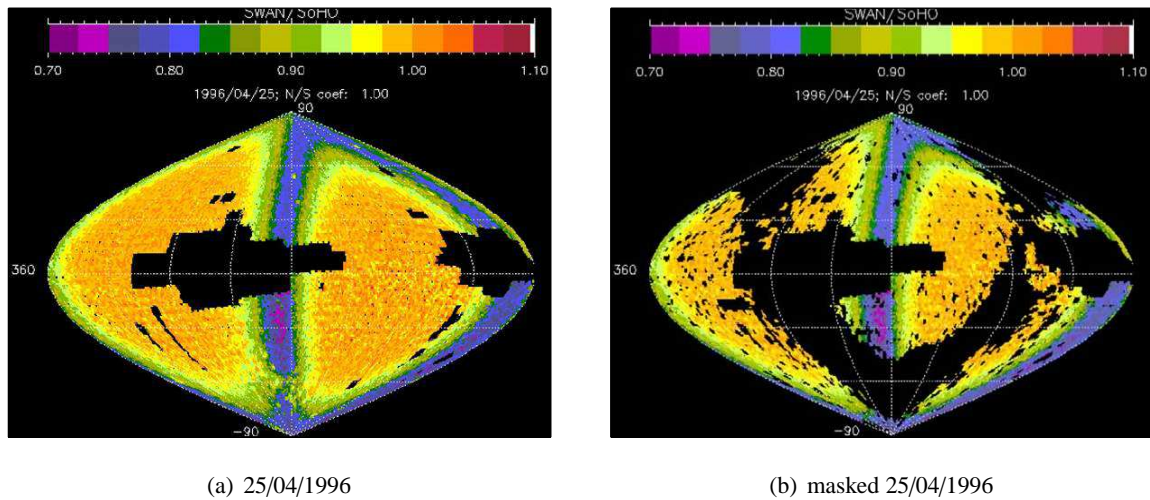 SWAN/SoHO
0.70 0.80 0.90 1.00 1.10
1996/04/25; N/S coef: 1.00
90
360
-90
(a) 25/04/1996
SWAN/SoHO
0.70 0.80 0.90 1.00 1.10
1996/04/25; N/S coef: 1.00
90
360
-90
(b) masked 25/04/1996